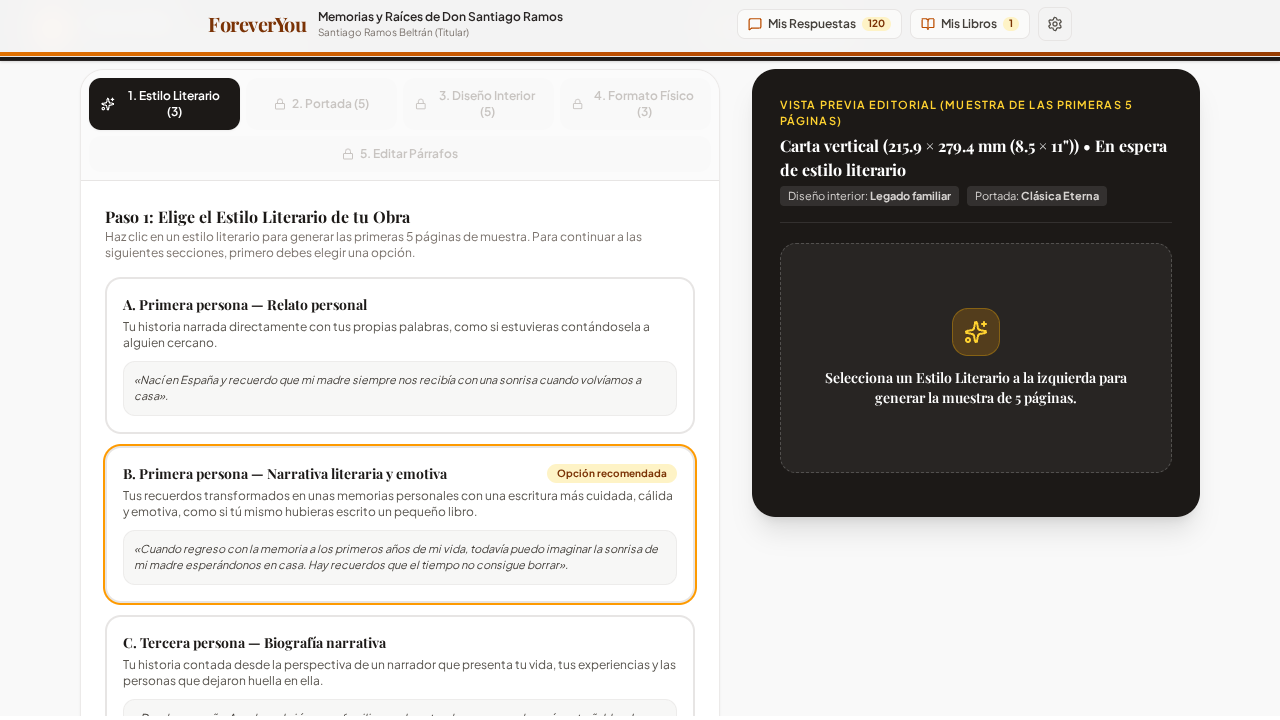 ForeverYou
Memorias y Raíces de Don Santiago Ramos
Santiago Ramos Beltrán (Titular)
Mis Respuestas 120
Mis Libros 1
1. Estilo Literario
(3)
2. Portada (5)
3. Diseño Interior
(5)
4. Formato Físico
(3)
5. Editar Párrafos
Paso 1: Elige el Estilo Literario de tu Obra
Haz clic en un estilo literario para generar las primeras 5 páginas de muestra. Para continuar a las
siguientes secciones, primero debes elegir una opción.
A. Primera persona — Relato personal
Tu historia narrada directamente con tus propias palabras, como si estuvieras contándosela a
alguien cercano.
«Nací en España y recuerdo que mi madre siempre nos recibía con una sonrisa cuando volvíamos a
casa».
B. Primera persona — Narrativa literaria y emotiva
Opción recomendada
Tus recuerdos transformados en unas memorias personales con una escritura más cuidada, cálida
y emotiva, como si tú mismo hubieras escrito un pequeño libro.
«Cuando regreso con la memoria a los primeros años de mi vida, todavía puedo imaginar la sonrisa de
mi madre esperándonos en casa. Hay recuerdos que el tiempo no consigue borrar».
C. Tercera persona — Biografía narrativa
Tu historia contada desde la perspectiva de un narrador que presenta tu vida, tus experiencias y las
personas que dejaron huella en ella.
VISTA PREVIA EDITORIAL (MUESTRA DE LAS PRIMERAS 5
PÁGINAS)
Carta vertical (215.9 × 279.4 mm (8.5 × 11")) • En espera
de estilo literario
Diseño interior: Legado familiar
Portada: Clásica Eterna
Selecciona un Estilo Literario a la izquierda para
generar la muestra de 5 páginas.